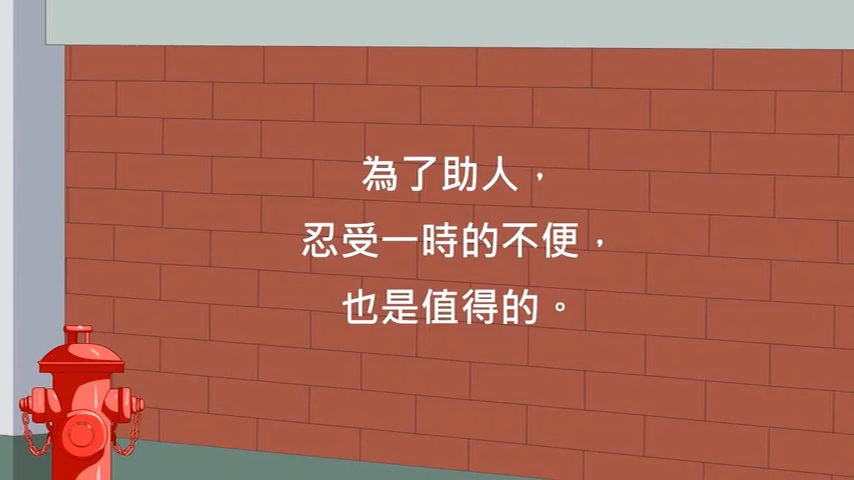 為了助人，
忍受一時的不便，
也是值得的。